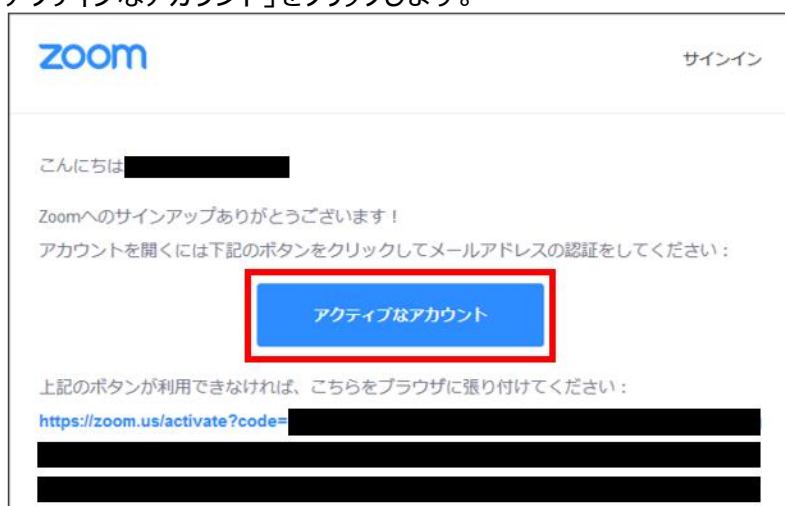 アクティブなアカウント」をクリックします。
zoom
サインイン
こんにちは
Zoomへのサインアップありがとうございます！
アカウントを開くには下記のボタンをクリックしてメールアドレスの認証をしてください：
アクティブなアカウント
上記のボタンが利用できなければ、こちらをブラウザに張り付けてください：
https://zoom.us/activate?code=